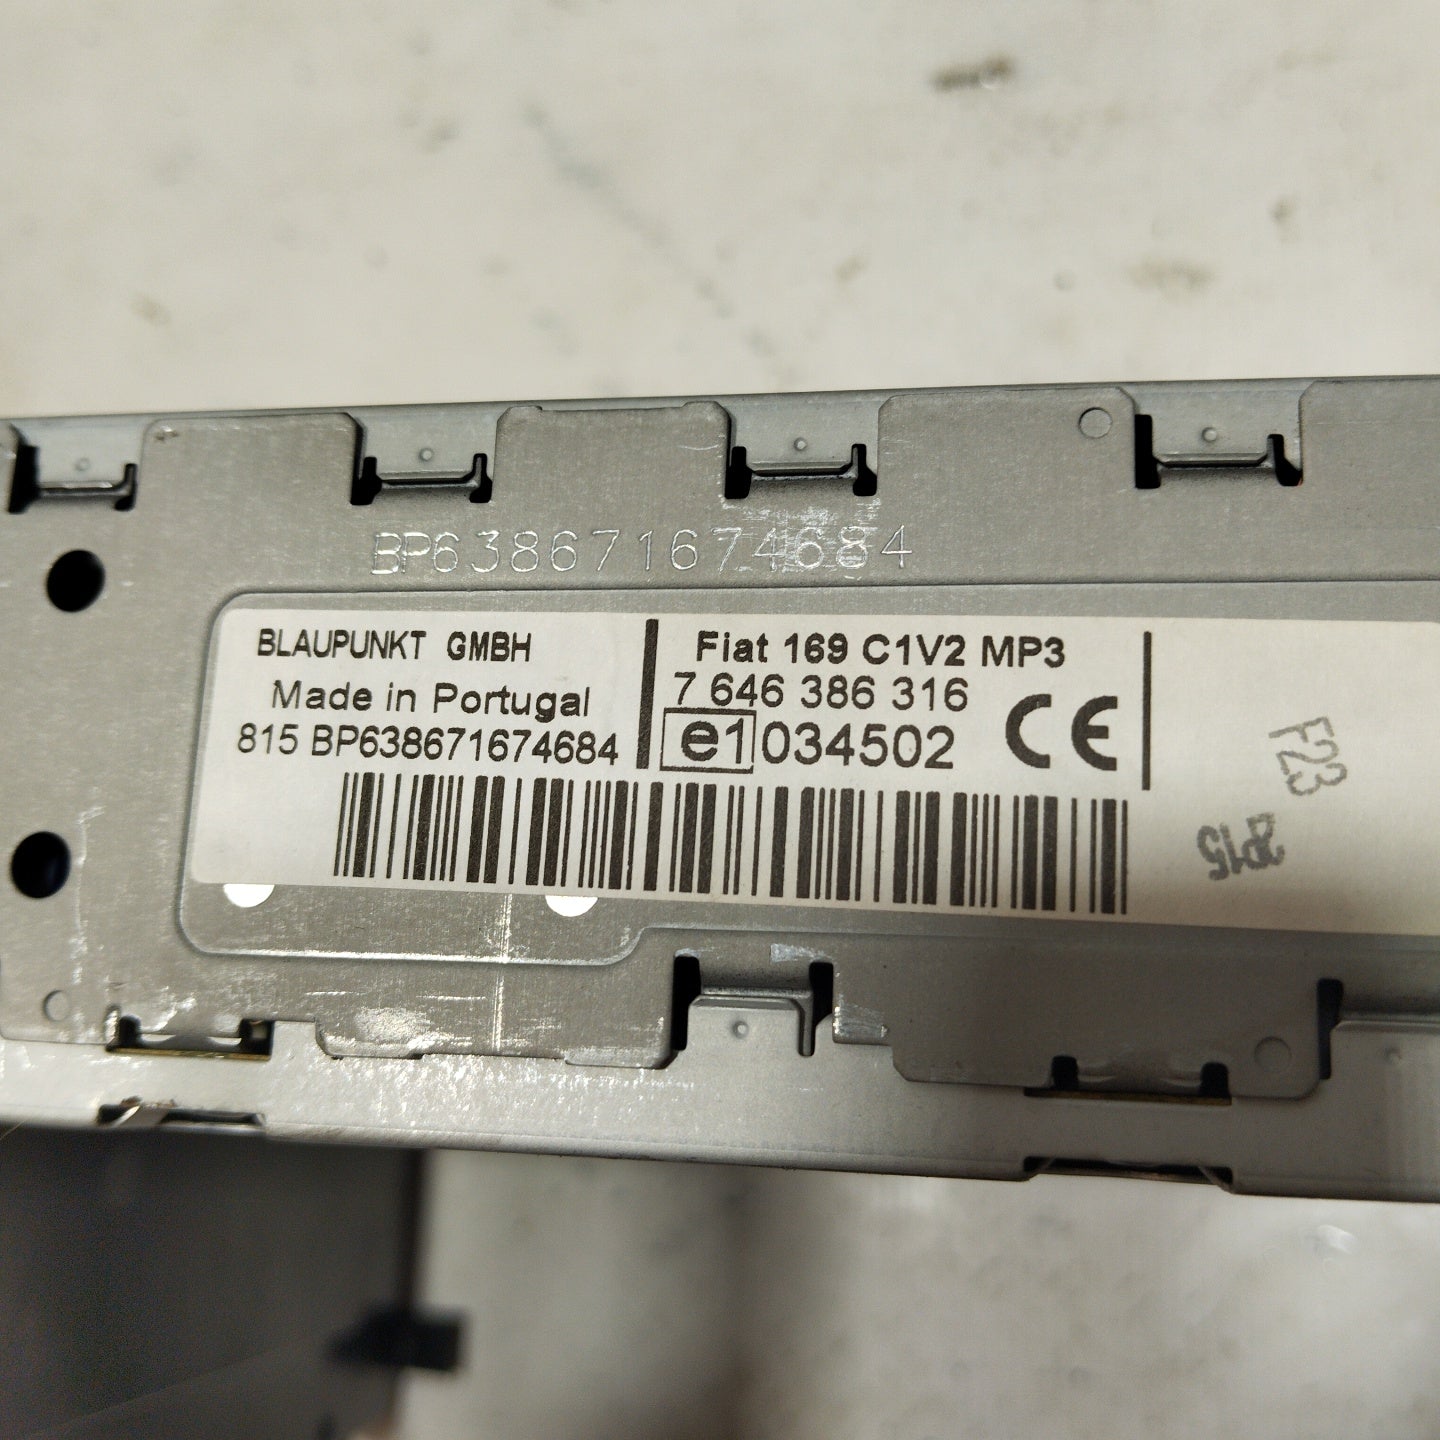 BP638671674684
BLAUPUNKT GMBH
Made in Portugal
815 BP638671674684
Fiat 169 C1V2 MP3
7 646 386 316
e1 034502
CE
F23